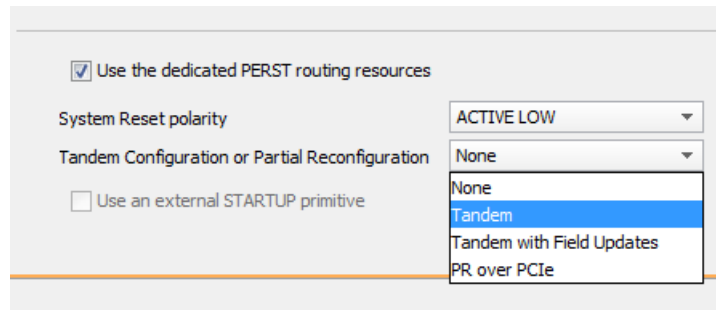 Use the dedicated PERST routing resources
System Reset polarity ACTIVE LOW
Tandem Configuration or Partial Reconfiguration None
Use an external STARTUP primitive
None
Tandem
Tandem with Field Updates
PR over PCIe